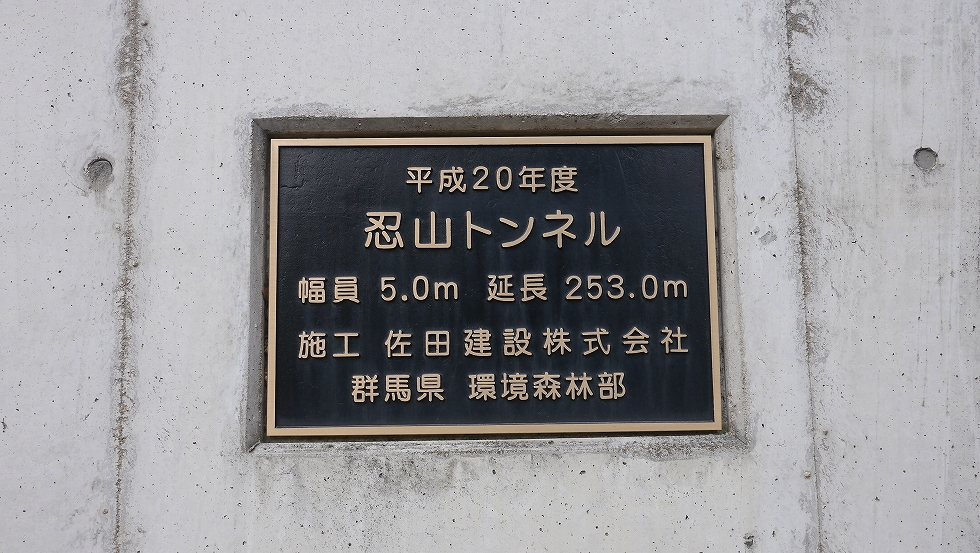 平成20年度
忍山トンネル
幅員 5.0m 延長 253.0m
施工 佐田建設株式会社
群馬県 環境森林部